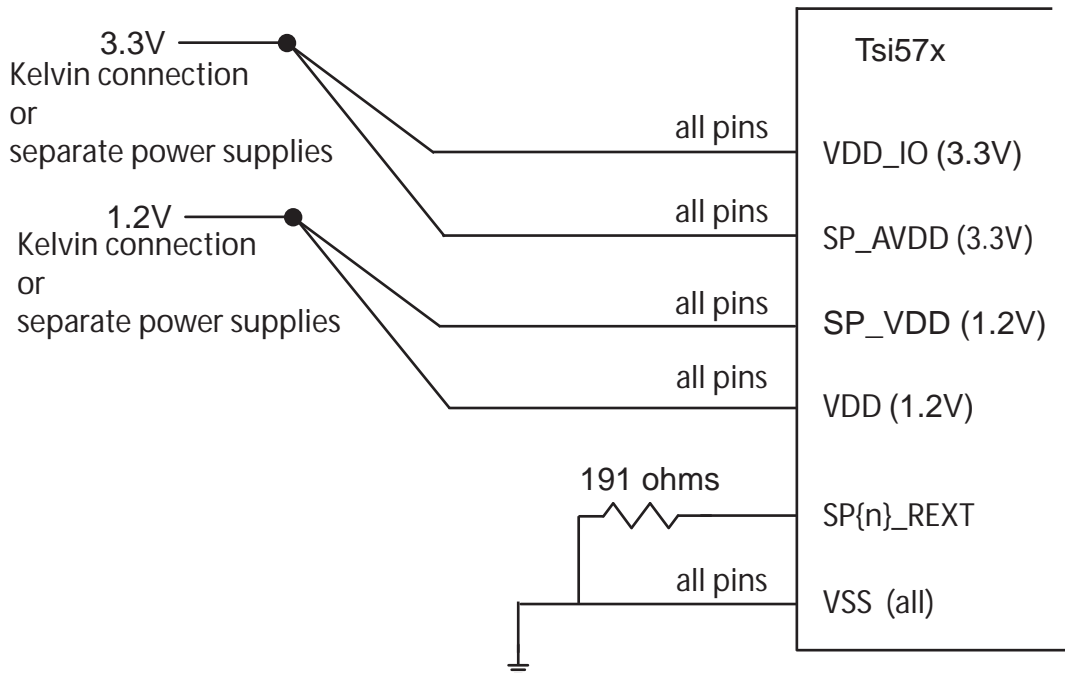 3.3V
Kelvin connection
or
separate power supplies
1.2V
Kelvin connection
or
separate power supplies
Tsi57x
all pins
VDD_IO (3.3V)
all pins
SP_AVDD (3.3V)
all pins
SP_VDD (1.2V)
all pins
VDD (1.2V)
191 ohms
SP{n}_REXT
all pins
VSS (all)